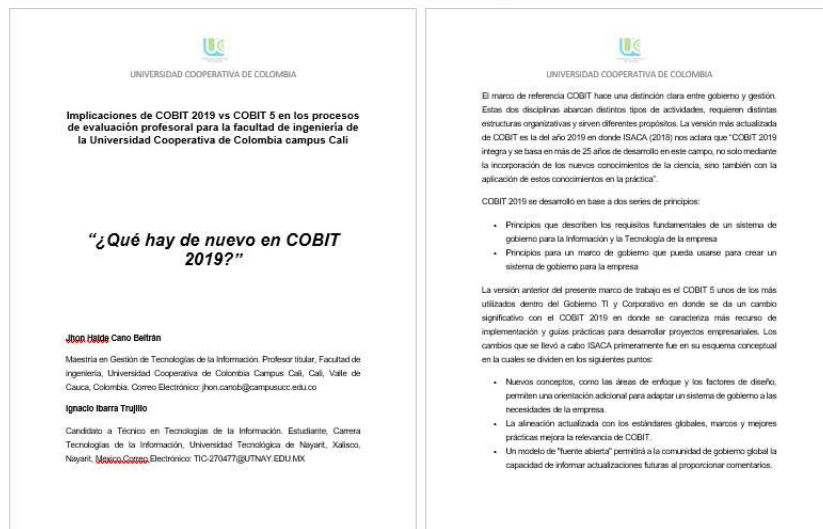 UNIVERSIDAD COOPERATIVA DE COLOMBIA
Implicaciones de COBIT 2019 vs COBIT 5 en los procesos
de evaluación profesoral para la facultad de ingeniería de
la Universidad Cooperativa de Colombia campus Cali
“¿Qué hay de nuevo en COBIT
2019?”
Jhon Haide Cano Beltrán
Maestría en Gestión de Tecnologías de la Información. Profesor titular, Facultad de
ingeniería, Universidad Cooperativa de Colombia Campus Cali, Cali, Valle de
Cauca, Colombia. Correo Electrónico: jhon.canob@campusucc.edu.co
Ignacio Ibarra Trujillo
Candidato a Técnico en Tecnologías de la Información. Estudiante, Carrera
Tecnologías de la Información, Universidad Tecnológica de Nayarit, Xalisco,
Nayarit, Mexico.Correo Electrónico: TIC-270477@UTNAY.EDU.MX
UNIVERSIDAD COOPERATIVA DE COLOMBIA
El marco de referencia COBIT hace una distinción clara entre gobierno y gestión.
Estas dos disciplinas abarcan distintos tipos de actividades, requieren distintas
estructuras organizativas y sirven diferentes propósitos. La versión más actualizada
de COBIT es la del año 2019 en donde ISACA (2018) nos aclara que “COBIT 2019
integra y se basa en más de 25 años de desarrollo en este campo, no solo mediante
la incorporación de los nuevos conocimientos de la ciencia, sino también con la
aplicación de estos conocimientos en la práctica”.
COBIT 2019 se desarrolló en base a dos series de principios:
• Principios que describen los requisitos fundamentales de un sistema de
gobierno para la Información y la Tecnología de la empresa
• Principios para un marco de gobierno que pueda usarse para crear un
sistema de gobierno para la empresa
La versión anterior del presente marco de trabajo es el COBIT 5 unos de los más
utilizados dentro del Gobierno TI y Corporativo en donde se da un cambio
significativo con el COBIT 2019 en donde se caracteriza más recurso de
implementación y guías prácticas para desarrollar proyectos empresariales. Los
cambios que se llevó a cabo ISACA primeramente fue en su esquema conceptual
en la cuales se dividen en los siguientes puntos:
• Nuevos conceptos, como las áreas de enfoque y los factores de diseño,
permiten una orientación adicional para adaptar un sistema de gobierno a las
necesidades de la empresa.
• La alineación actualizada con los estándares globales, marcos y mejores
prácticas mejora la relevancia de COBIT.
• Un modelo de "fuente abierta" permitirá a la comunidad de gobierno global la
capacidad de informar actualizaciones futuras al proporcionar comentarios.